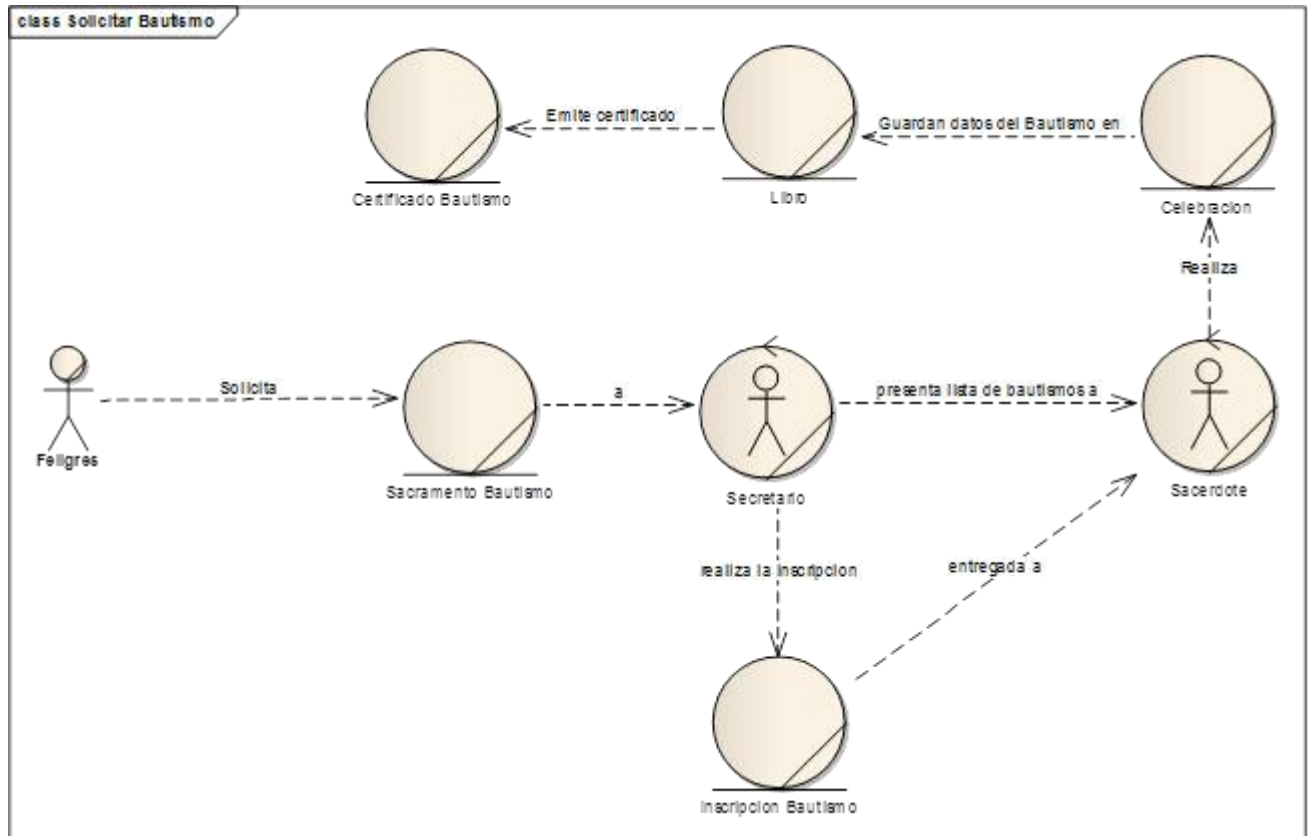 class Solicitar Bautismo
Emite certificado
Guardan datos del Bautismo en
Certificado Bautismo
Libro
Celebracion
Realiza
Solicita
a
presenta lista de bautismos a
Feligres
Sacramento Bautismo
Secretario
Sacerdote
realiza la inscripcion
entregada a
Inscripcion Bautismo